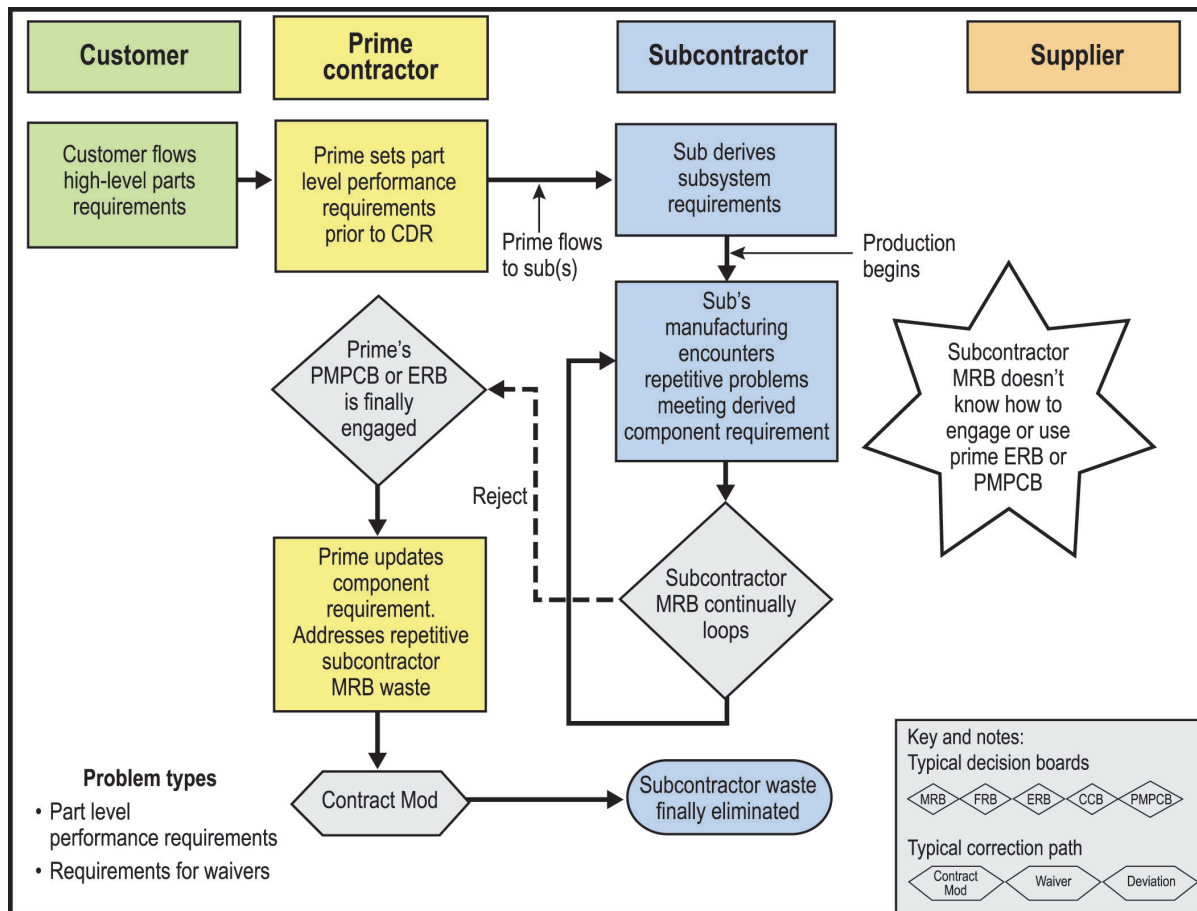 Customer
Prime
contractor
Subcontractor
Supplier
Customer flows
high-level parts
requirements
Prime sets part
level performance
requirements
prior to CDR
Prime flows
to sub(s)
Sub derives
subsystem
requirements
Production
begins
Sub's
manufacturing
encounters
repetitive problems
meeting derived
component requirement
Subcontractor
MRB doesn't
know how to
engage or use
prime ERB or
PMPCB
Prime's
PMPCB or ERB
is finally
engaged
Reject
Subcontractor
MRB continually
loops
Prime updates
component
requirement.
Addresses repetitive
subcontractor
MRB waste
Contract Mod
Subcontractor waste
finally eliminated
Problem types
• Part level
performance requirements
• Requirements for waivers
Key and notes:
Typical decision boards
MRB FRB ERB CCB PMPCB
Typical correction path
Contract
Mod
Waiver
Deviation